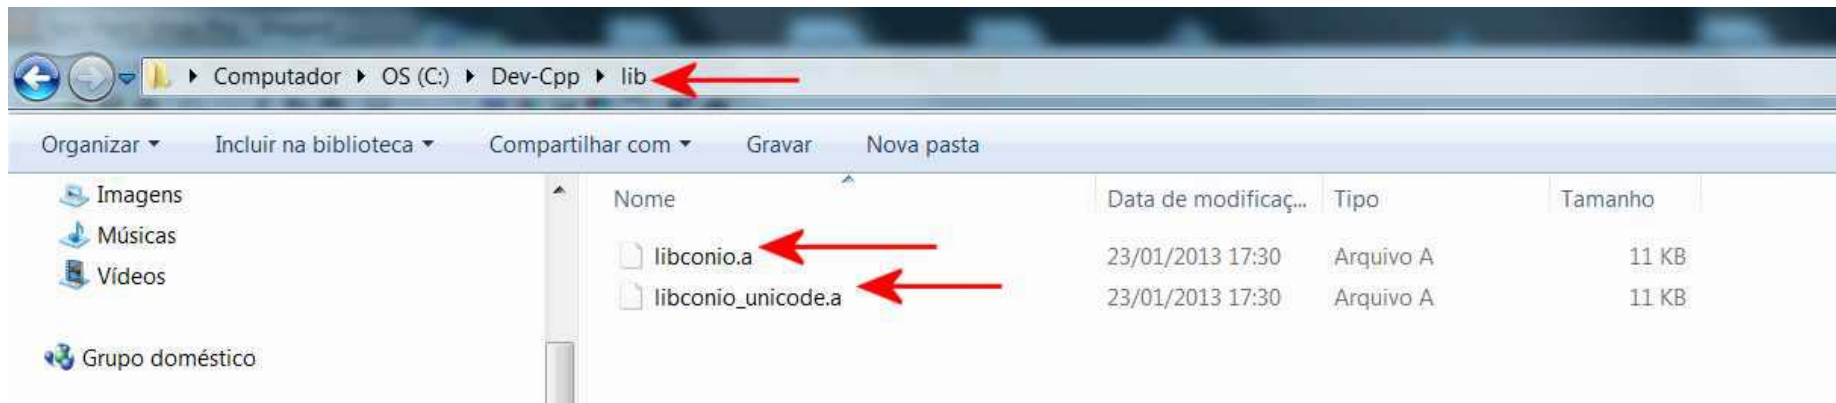 Computador OS (C:) Dev-Cpp lib
Organizar Incluir na biblioteca Compartilhar com Gravar Nova pasta
Imagens
Músicas
Vídeos
Grupo doméstico
Nome Data de modificaç... Tipo Tamanho
libconio.a 23/01/2013 17:30 Arquivo A 11 KB
libconio_unicode.a 23/01/2013 17:30 Arquivo A 11 KB